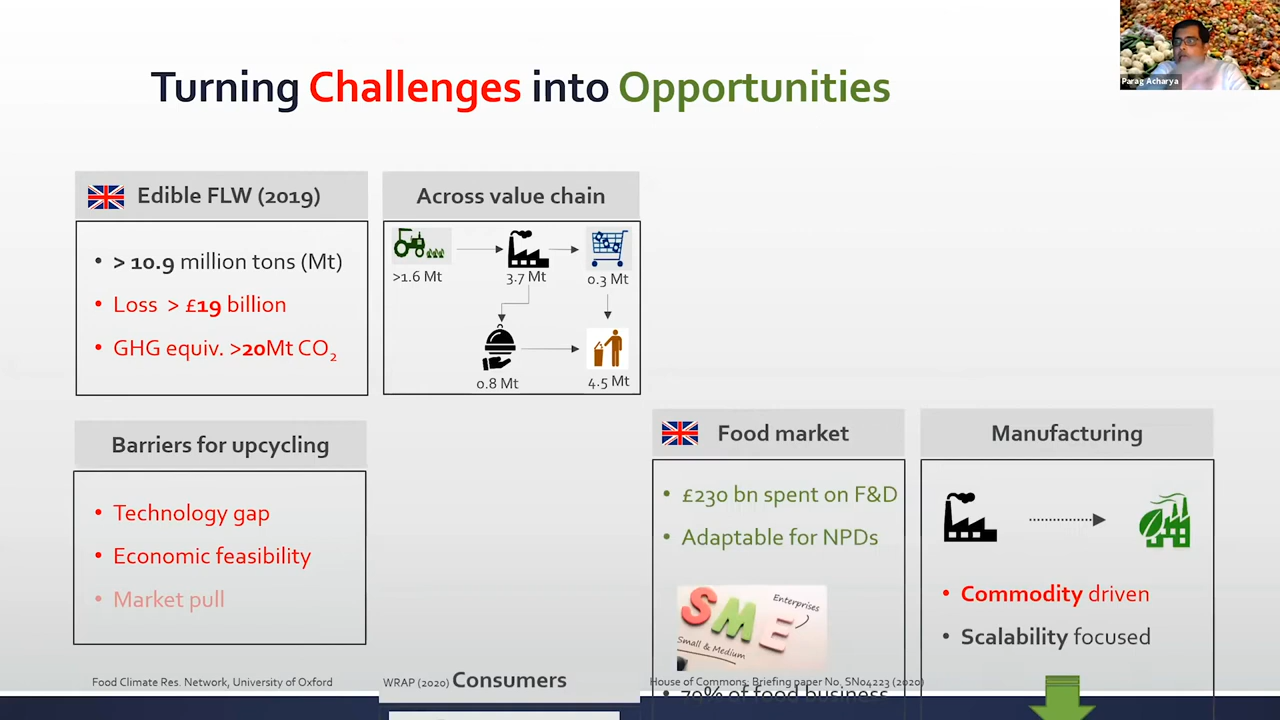 Turning Challenges into Opportunities
Parag Acharya
Edible FLW (2019)
• > 10.9 million tons (Mt)
• Loss > £19 billion
• GHG equiv. >20Mt CO₂
Across value chain
>1.6 Mt
3.7 Mt
0.3 Mt
0.8 Mt
4.5 Mt
Barriers for upcycling
• Technology gap
• Economic feasibility
• Market pull
Food market
• £230 bn spent on F&D
• Adaptable for NPDs
SME
Enterprises
Small & Medium
• 79% of food business
Manufacturing
• Commodity driven
• Scalability focused
Consumers
Food Climate Res. Network, University of Oxford
WRAP (2020)
House of Commons: Briefing paper No. SN04223 (2020)